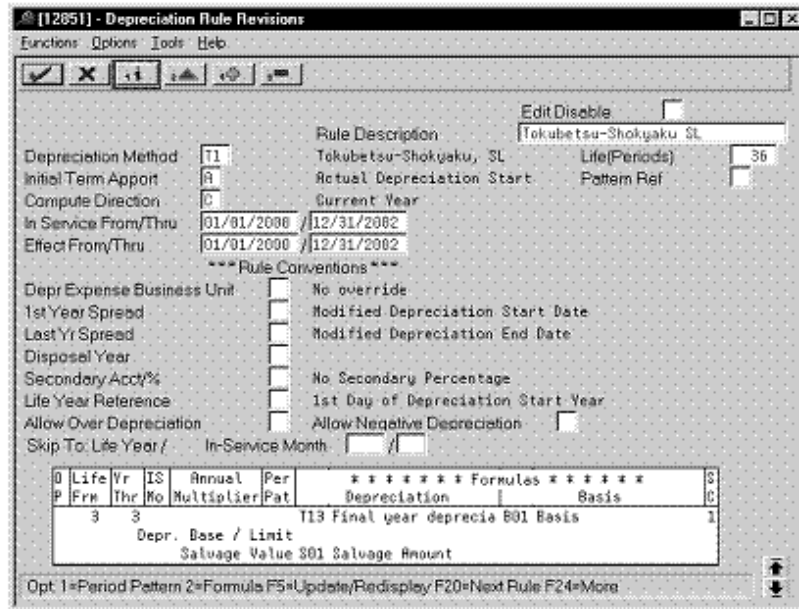 [12851] - Depreciation Rule Revisions
Functions Options Tools Help
Edit Disable
Rule Description Tokubetsu-Shokyaku SL
Depreciation Method T1 Tokubetsu-Shokyaku, SL Life(Periods) 36
Initial Term Apport A Actual Depreciation Start Pattern Ref
Compute Direction C Current Year
In Service From/Thru 01/01/2000 / 12/31/2002
Effect From/Thru 01/01/2000 / 12/31/2002
***Rule Conventions***
Depr Expense Business Unit No override
1st Year Spread Modified Depreciation Start Date
Last Yr Spread Modified Depreciation End Date
Disposal Year
Secondary Acct/% No Secondary Percentage
Life Year Reference 1st Day of Depreciation Start Year
Allow Over Depreciation Allow Negative Depreciation
Skip To: Life Year / In-Service Month /
O Life Yr IS Annual Per * * * * * * * Formulas * * * * * * S
P Frm Thr Mo Multiplier Pat Depreciation Basis C
3 3 T13 Final year deprecia B01 Basis 1
Depr. Base / Limit
Salvage Value S01 Salvage Amount
Opt: 1=Period Pattern 2=Formula F5=Update/Redisplay F20=Next Rule F24=More